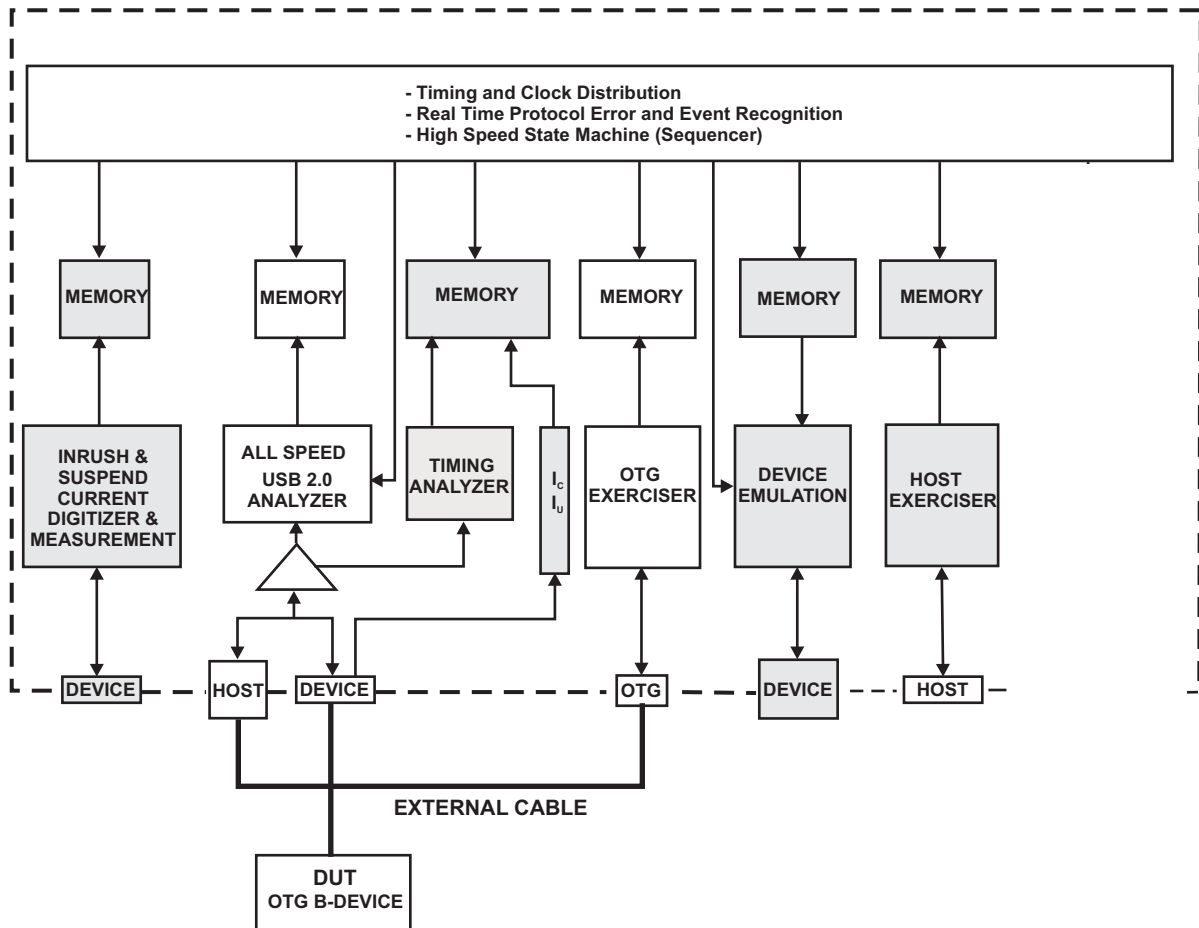 - Timing and Clock Distribution
- Real Time Protocol Error and Event Recognition
- High Speed State Machine (Sequencer)
MEMORY
MEMORY
MEMORY
MEMORY
MEMORY
MEMORY
INRUSH &
SUSPEND
CURRENT
DIGITIZER &
MEASUREMENT
ALL SPEED
USB 2.0
ANALYZER
TIMING
ANALYZER
IC
IU
OTG
EXERCISER
DEVICE
EMULATION
HOST
EXERCISER
DEVICE
HOST
DEVICE
OTG
DEVICE
HOST
EXTERNAL CABLE
DUT
OTG B-DEVICE